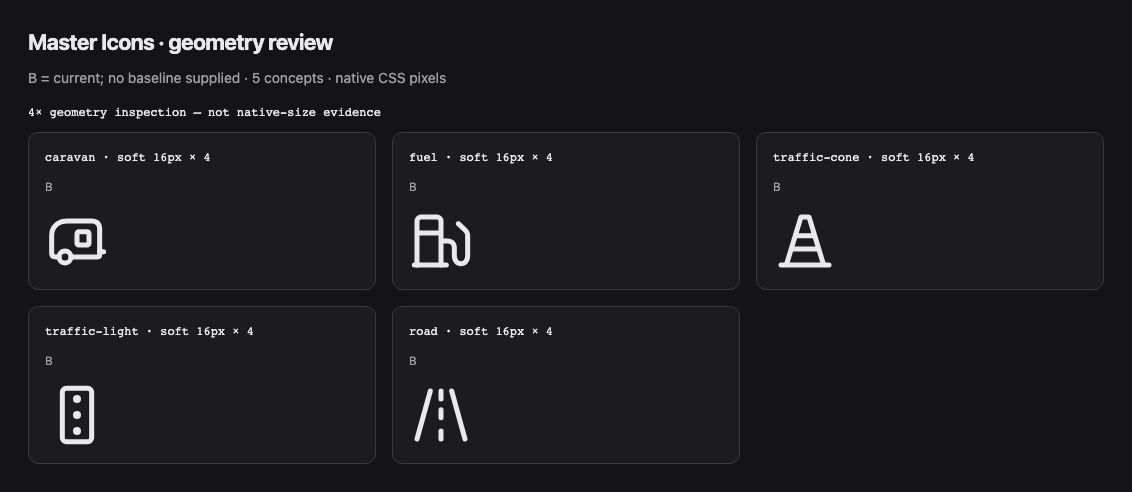 Master Icons · geometry review
B = current; no baseline supplied · 5 concepts · native CSS pixels
4× geometry inspection — not native-size evidence
caravan · soft 16px × 4
B
fuel · soft 16px × 4
B
traffic-cone · soft 16px × 4
B
traffic-light · soft 16px × 4
B
road · soft 16px × 4
B